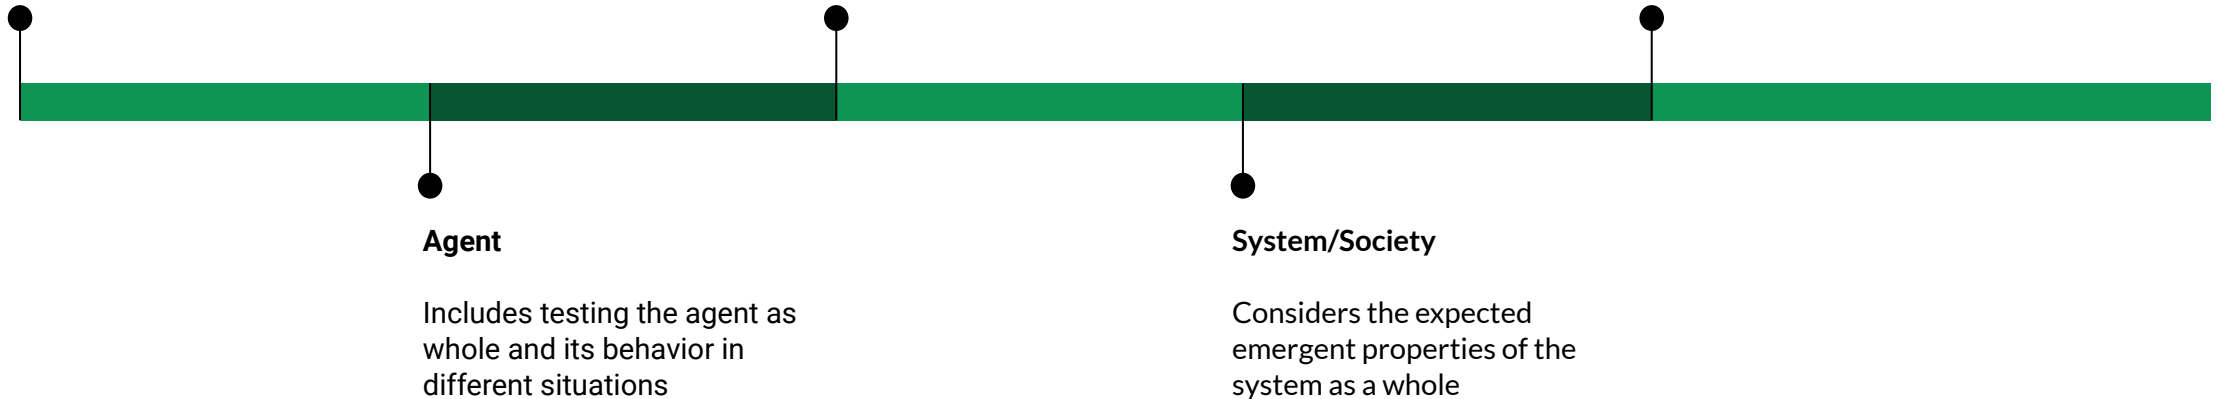 Agent
Includes testing the agent as
whole and its behavior in
different situations
System/Society
Considers the expected
emergent properties of the
system as a whole